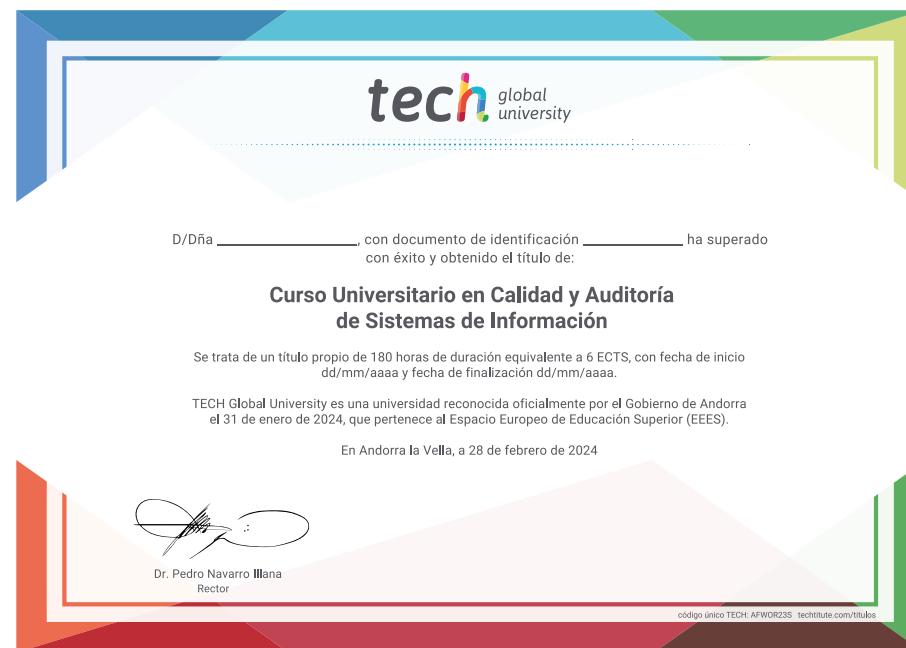 tech global university
D/Dña ____________________, con documento de identificación ______________ ha superado
con éxito y obtenido el título de:
Curso Universitario en Calidad y Auditoría
de Sistemas de Información
Se trata de un título propio de 180 horas de duración equivalente a 6 ECTS, con fecha de inicio
dd/mm/aaaa y fecha de finalización dd/mm/aaaa.
TECH Global University es una universidad reconocida oficialmente por el Gobierno de Andorra
el 31 de enero de 2024, que pertenece al Espacio Europeo de Educación Superior (EEES).
En Andorra la Vella, a 28 de febrero de 2024
Dr. Pedro Navarro Illana
Rector
código único TECH: AFWOR23S techtitute.com/titulos